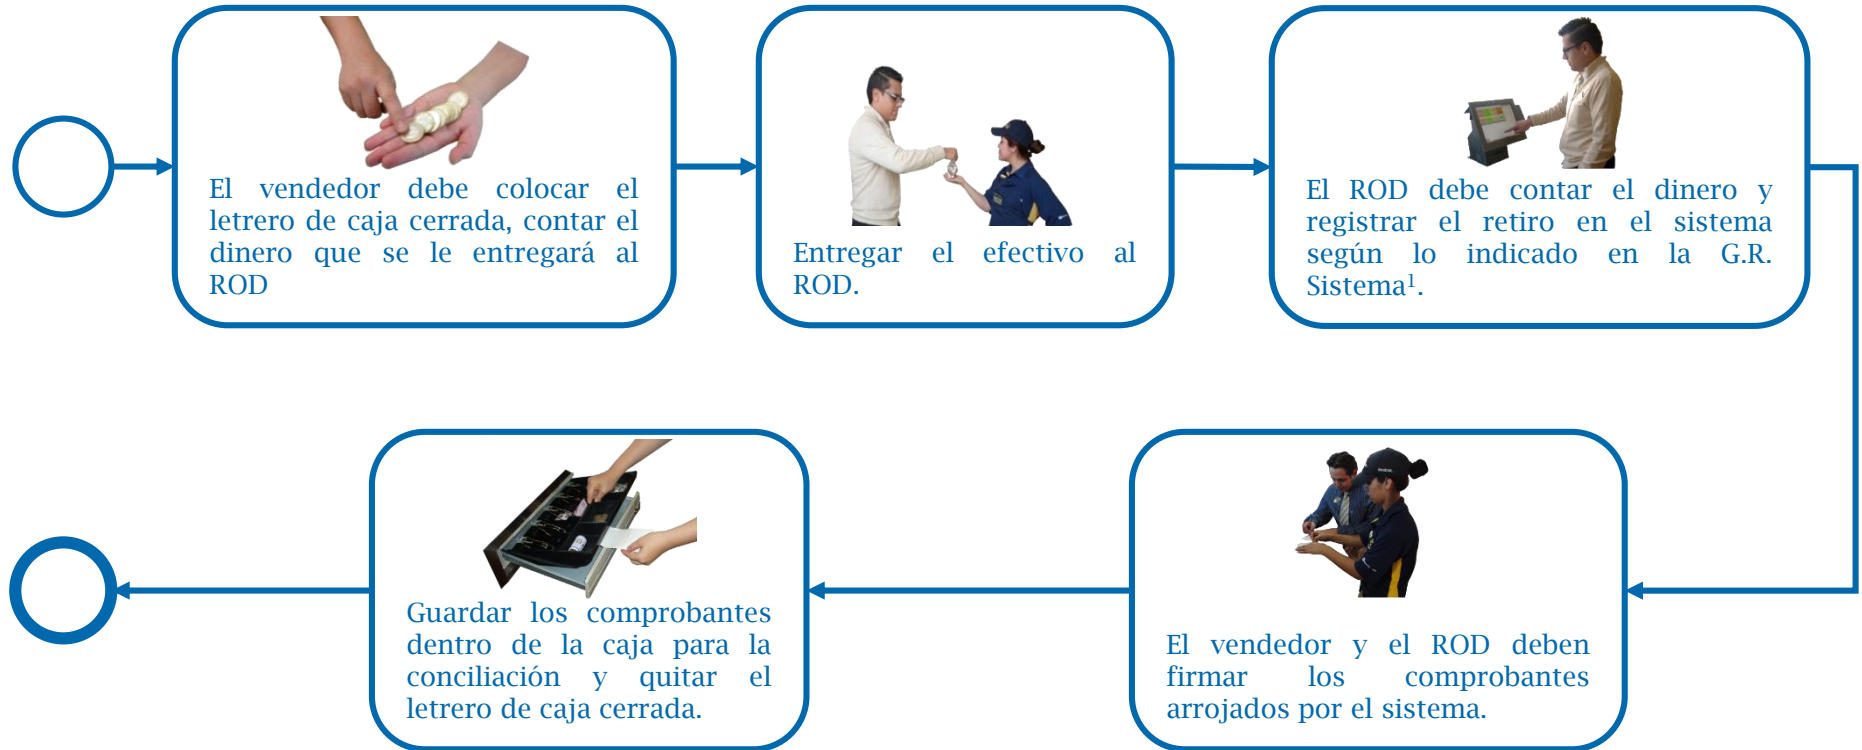 El vendedor debe colocar el
letrero de caja cerrada, contar el
dinero que se le entregará al
ROD
Entregar el efectivo al
ROD.
El ROD debe contar el dinero y
registrar el retiro en el sistema
según lo indicado en la G.R.
Sistema¹.
El vendedor y el ROD deben
firmar los comprobantes
arrojados por el sistema.
Guardar los comprobantes
dentro de la caja para la
conciliación y quitar el
letrero de caja cerrada.